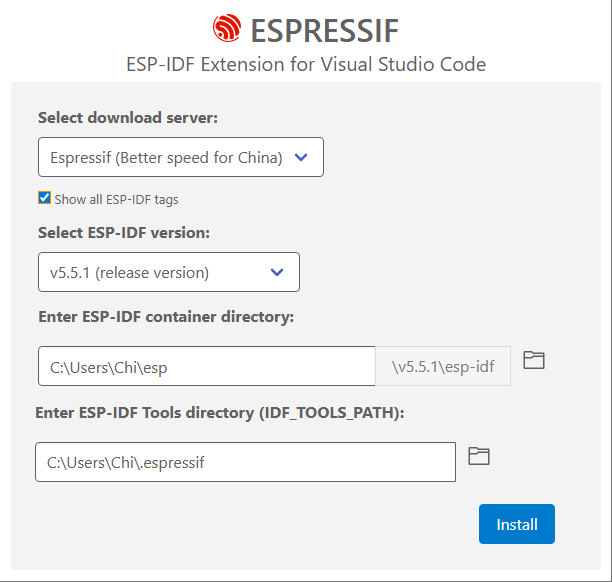 ESPRESSIF
ESP-IDF Extension for Visual Studio Code
Select download server:
Espressif (Better speed for China)
Show all ESP-IDF tags
Select ESP-IDF version:
v5.5.1 (release version)
Enter ESP-IDF container directory:
C:\Users\Chi\esp \v5.5.1\esp-idf
Enter ESP-IDF Tools directory (IDF_TOOLS_PATH):
C:\Users\Chi\.espressif
Install